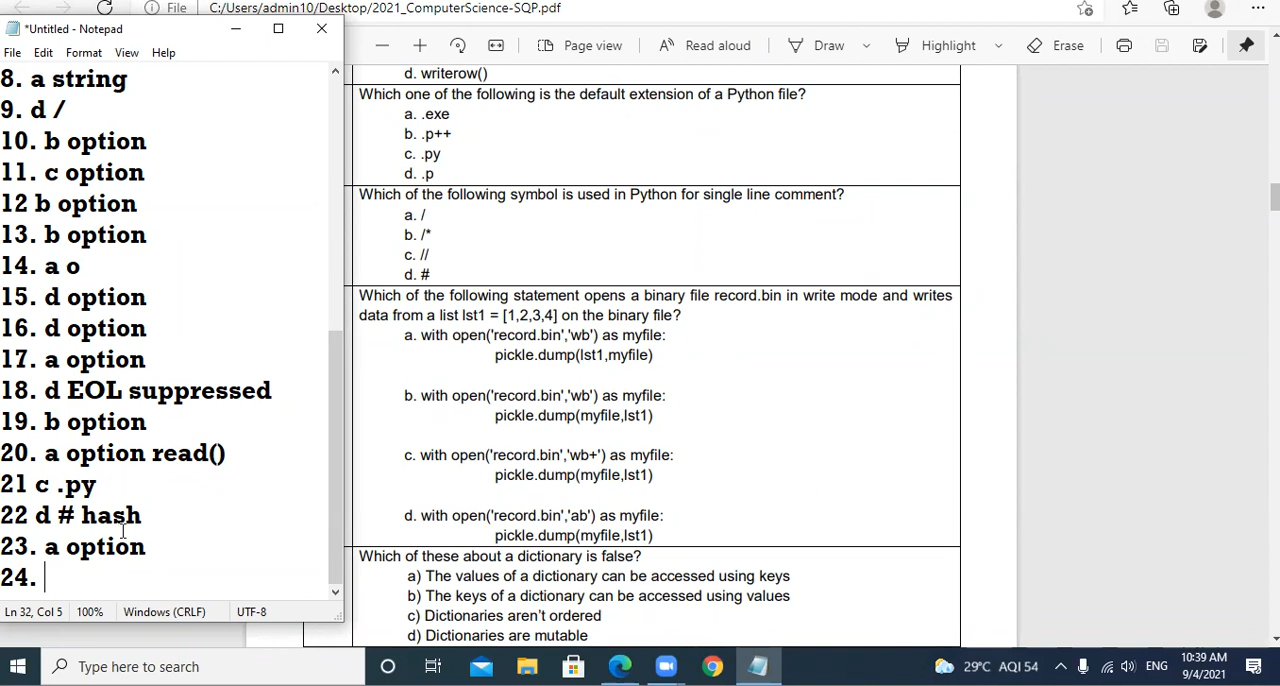 File
C:/Users/admin10/Desktop/2021_ComputerScience-SQP.pdf
*Untitled - Notepad
File Edit Format View Help
8. a string
9. d /
10. b option
11. c option
12 b option
13. b option
14. a o
15. d option
16. d option
17. a option
18. d EOL suppressed
19. b option
20. a option read()
21 c .py
22 d # hash
23. a option
24.
Ln 32, Col 5 100% Windows (CRLF) UTF-8
Page view Read aloud Draw Highlight Erase
d. writerow()
Which one of the following is the default extension of a Python file?
a. .exe
b. .p++
c. .py
d. .p
Which of the following symbol is used in Python for single line comment?
a. /
b. /*
c. //
d. #
Which of the following statement opens a binary file record.bin in write mode and writes
data from a list lst1 = [1,2,3,4] on the binary file?
a. with open('record.bin','wb') as myfile:
pickle.dump(lst1,myfile)
b. with open('record.bin','wb') as myfile:
pickle.dump(myfile,lst1)
c. with open('record.bin','wb+') as myfile:
pickle.dump(myfile,lst1)
d. with open('record.bin','ab') as myfile:
pickle.dump(myfile,lst1)
Which of these about a dictionary is false?
a) The values of a dictionary can be accessed using keys
b) The keys of a dictionary can be accessed using values
c) Dictionaries aren’t ordered
d) Dictionaries are mutable
Type here to search
29°C AQI 54
ENG
10:39 AM
9/4/2021